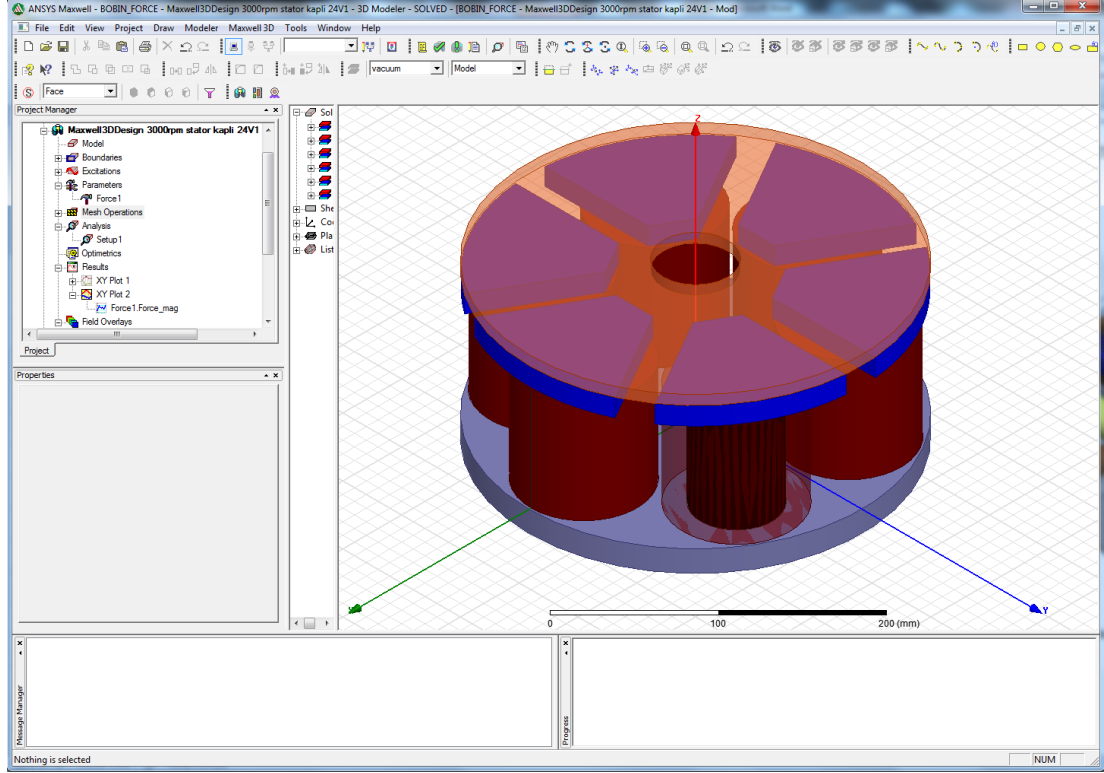 ANSYS Maxwell - BOBIN_FORCE - Maxwell3DDesign 3000rpm stator kapli 24V1 - 3D Modeler - SOLVED - [BOBIN_FORCE - Maxwell3DDesign 3000rpm stator kapli 24V1 - Mod]
File Edit View Project Draw Modeler Maxwell 3D Tools Window Help
vacuum Model
Face
Project Manager
Maxwell3DDesign 3000rpm stator kapli 24V1
Model
Boundaries
Excitations
Parameters
Force1
Mesh Operations
Analysis
Setup1
Optimetrics
Results
XY Plot 1
XY Plot 2
Force1.Force_mag
Field Overlays
Project
Properties
Sol
She
Co
Pla
List
Z
X
Y
0 100 200 (mm)
Message Manager
Progress
Nothing is selected
NUM